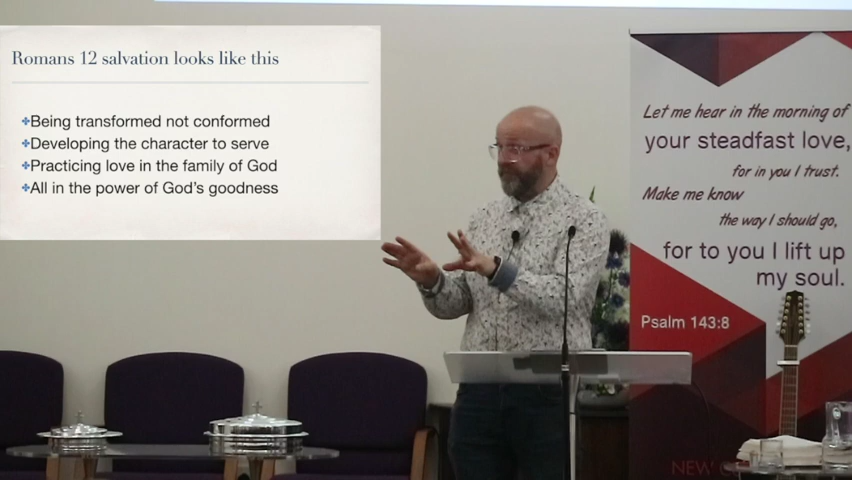 Romans 12 salvation looks like this
✤Being transformed not conformed
✤Developing the character to serve
✤Practicing love in the family of God
✤All in the power of God's goodness
Let me hear in the morning of
your steadfast love,
for in you I trust.
Make me know
the way I should go,
for to you I lift up
my soul.
Psalm 143:8
NEW